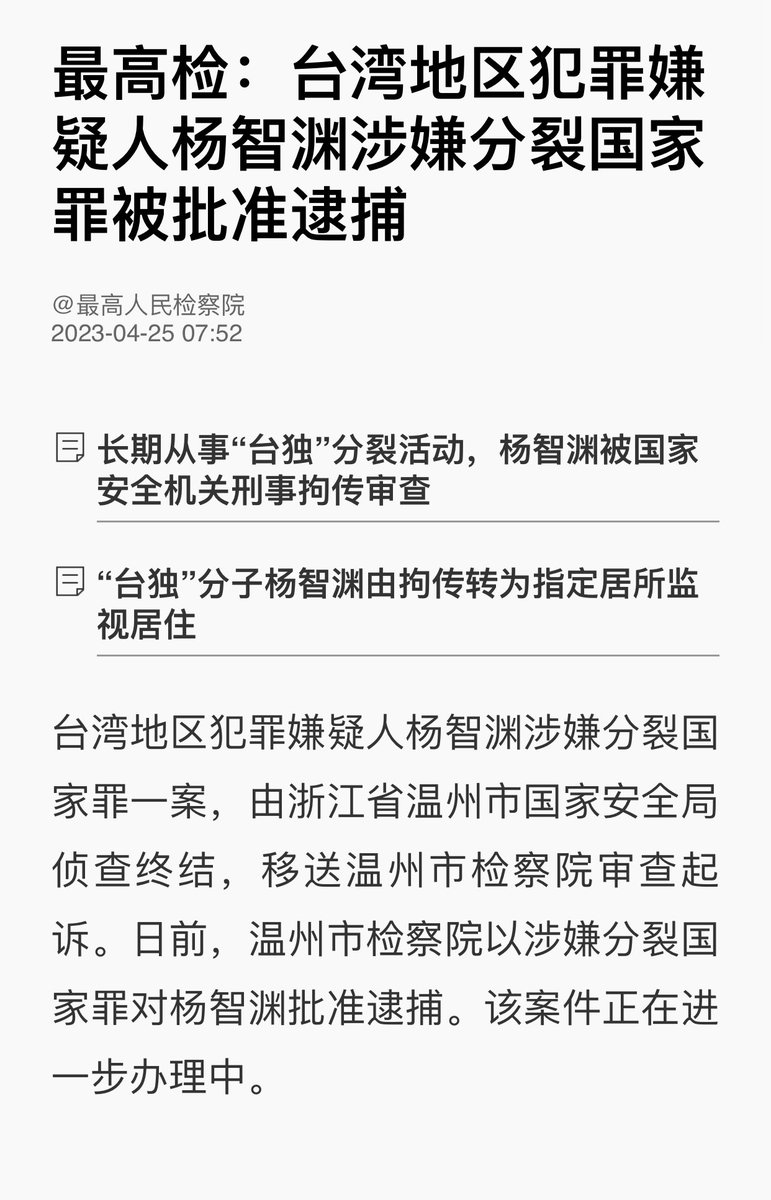 最高检：台湾地区犯罪嫌
疑人杨智渊涉嫌分裂国家
罪被批准逮捕
@最高人民检察院
2023-04-25 07:52
长期从事“台独”分裂活动，杨智渊被国家
安全机关刑事拘传审查
“台独”分子杨智渊由拘传转为指定居所监
视居住
台湾地区犯罪嫌疑人杨智渊涉嫌分裂国
家罪一案，由浙江省温州市国家安全局
侦查终结，移送温州市检察院审查起
诉。日前，温州市检察院以涉嫌分裂国
家罪对杨智渊批准逮捕。该案件正在进
一步办理中。